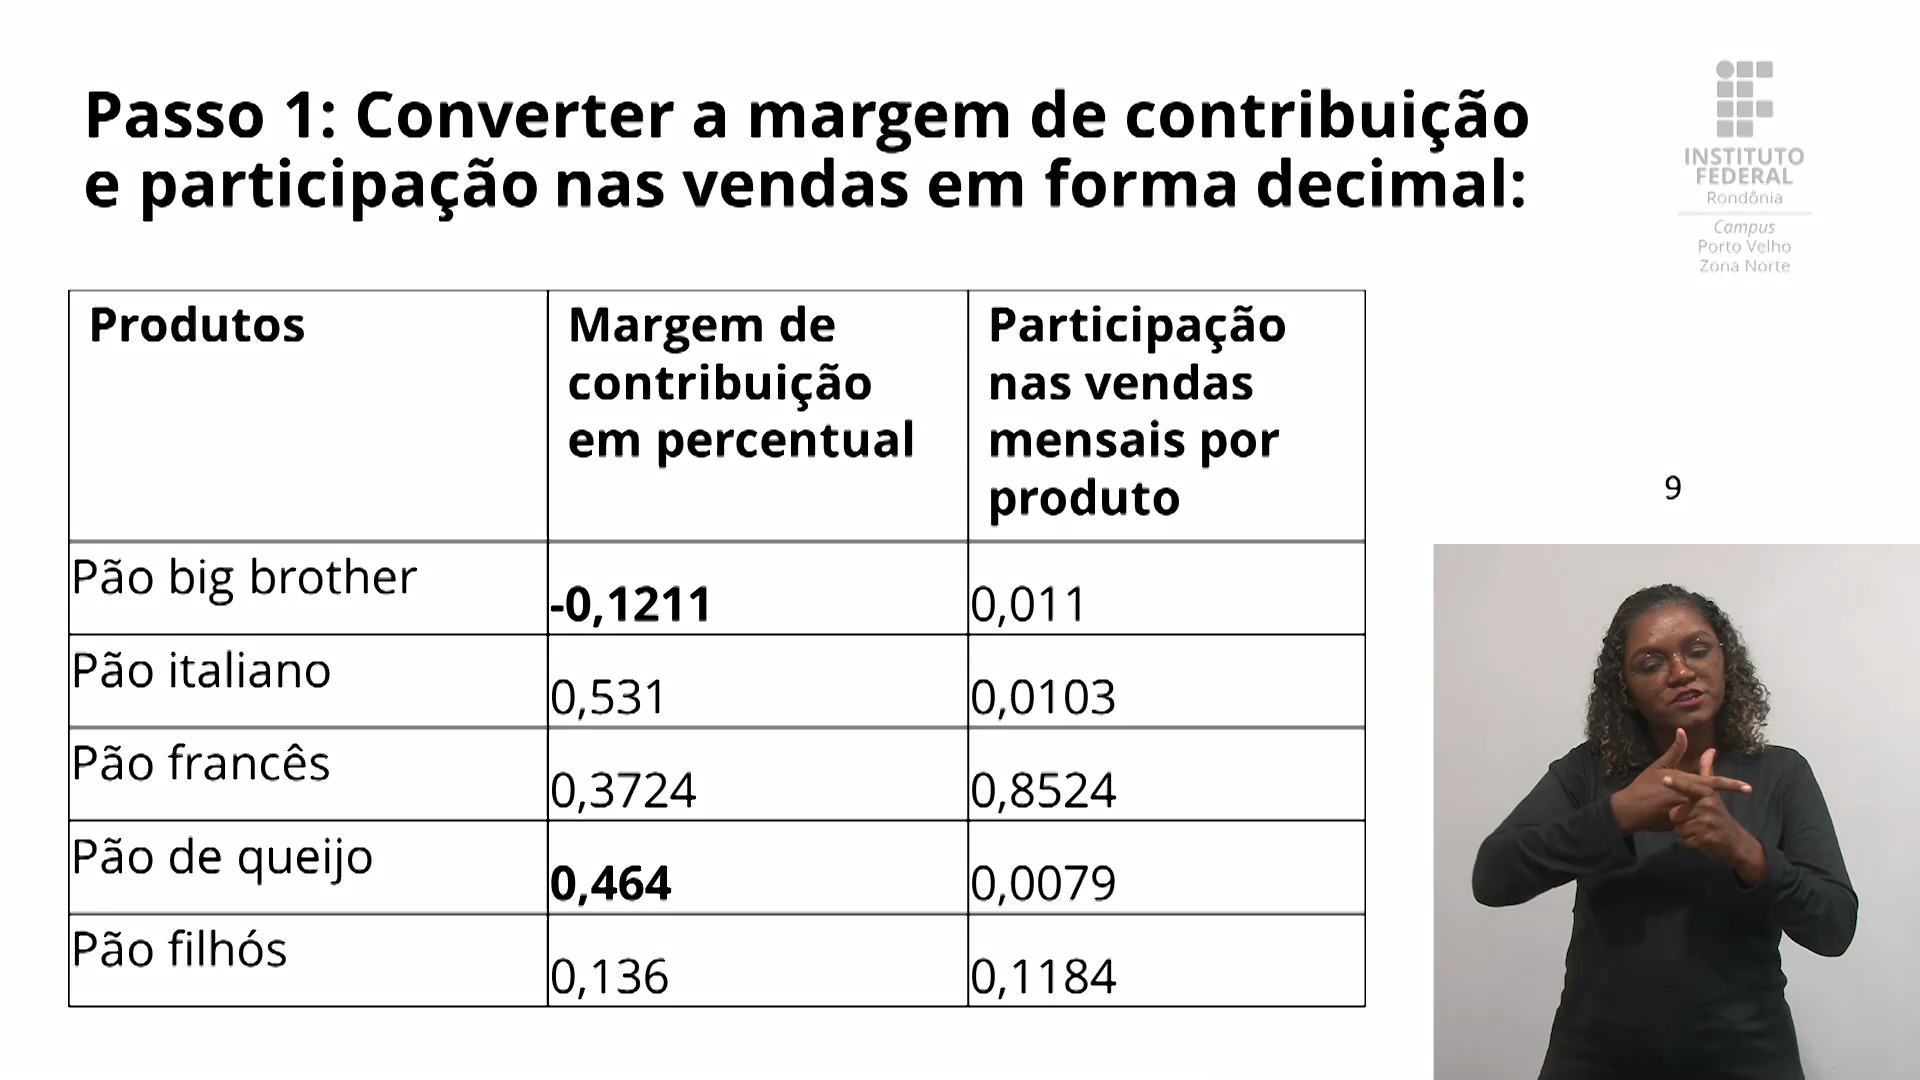 Passo 1: Converter a margem de contribuição
e participação nas vendas em forma decimal:
INSTITUTO
FEDERAL
Rondônia
Campus
Porto Velho
Zona Norte
Produtos
Margem de
contribuição
em percentual
Participação
nas vendas
mensais por
produto
Pão big brother
-0,1211
0,011
Pão italiano
0,531
0,0103
Pão francês
0,3724
0,8524
Pão de queijo
0,464
0,0079
Pão filhós
0,136
0,1184
9